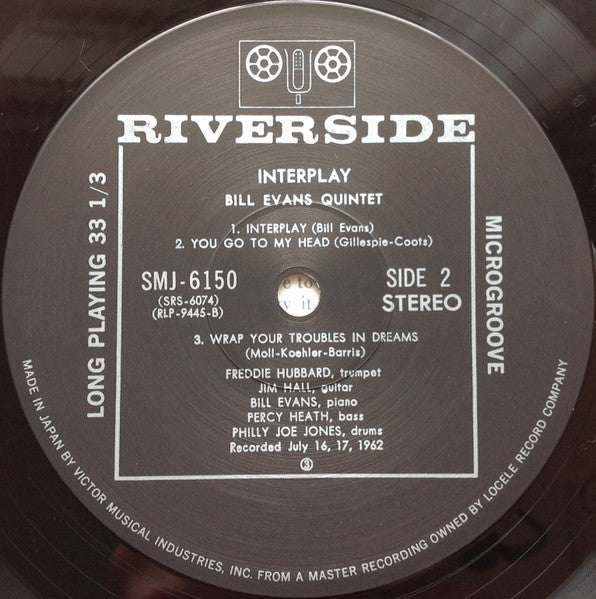 RIVERSIDE
INTERPLAY
BILL EVANS QUINTET
1. INTERPLAY (Bill Evans)
2. YOU GO TO MY HEAD (Gillespie-Coots)
SMJ-6150
(SRS-6074)
(RLP-9445-B)
e to
it
SIDE 2
STEREO
3. WRAP YOUR TROUBLES IN DREAMS
(Moll-Koehler-Barris)
FREDDIE HUBBARD, trumpet
JIM HALL, guitar
BILL EVANS, piano
PERCY HEATH, bass
PHILLY JOE JONES, drums
Recorded July 16, 17, 1962
③
LONG PLAYING 33 1/3
MICROGROOVE
MADE IN JAPAN BY VICTOR MUSICAL INDUSTRIES, INC. FROM A MASTER RECORDING OWNED BY LOCELE RECORD COMPANY